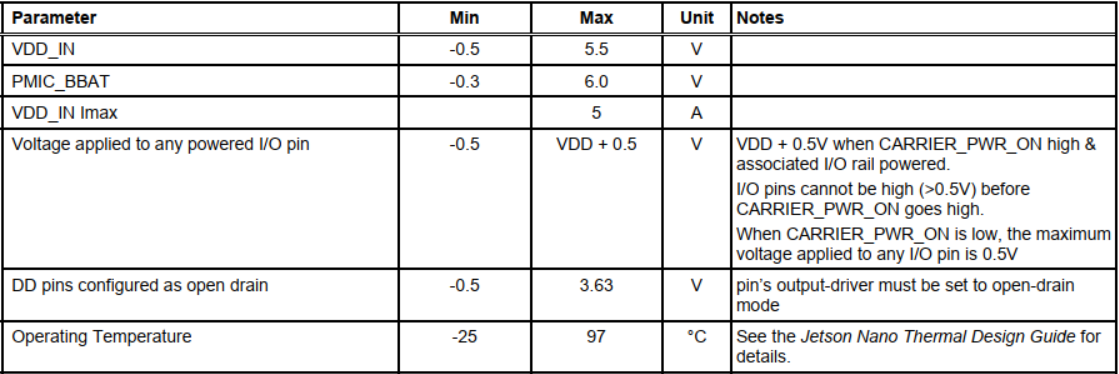 Parameter Min Max Unit Notes
VDD_IN -0.5 5.5 V
PMIC_BBAT -0.3 6.0 V
VDD_IN Imax 5 A
Voltage applied to any powered I/O pin -0.5 VDD + 0.5 V VDD + 0.5V when CARRIER_PWR_ON high &
associated I/O rail powered.
I/O pins cannot be high (>0.5V) before
CARRIER_PWR_ON goes high.
When CARRIER_PWR_ON is low, the maximum
voltage applied to any I/O pin is 0.5V
DD pins configured as open drain -0.5 3.63 V pin's output-driver must be set to open-drain
mode
Operating Temperature -25 97 °C See the Jetson Nano Thermal Design Guide for
details.